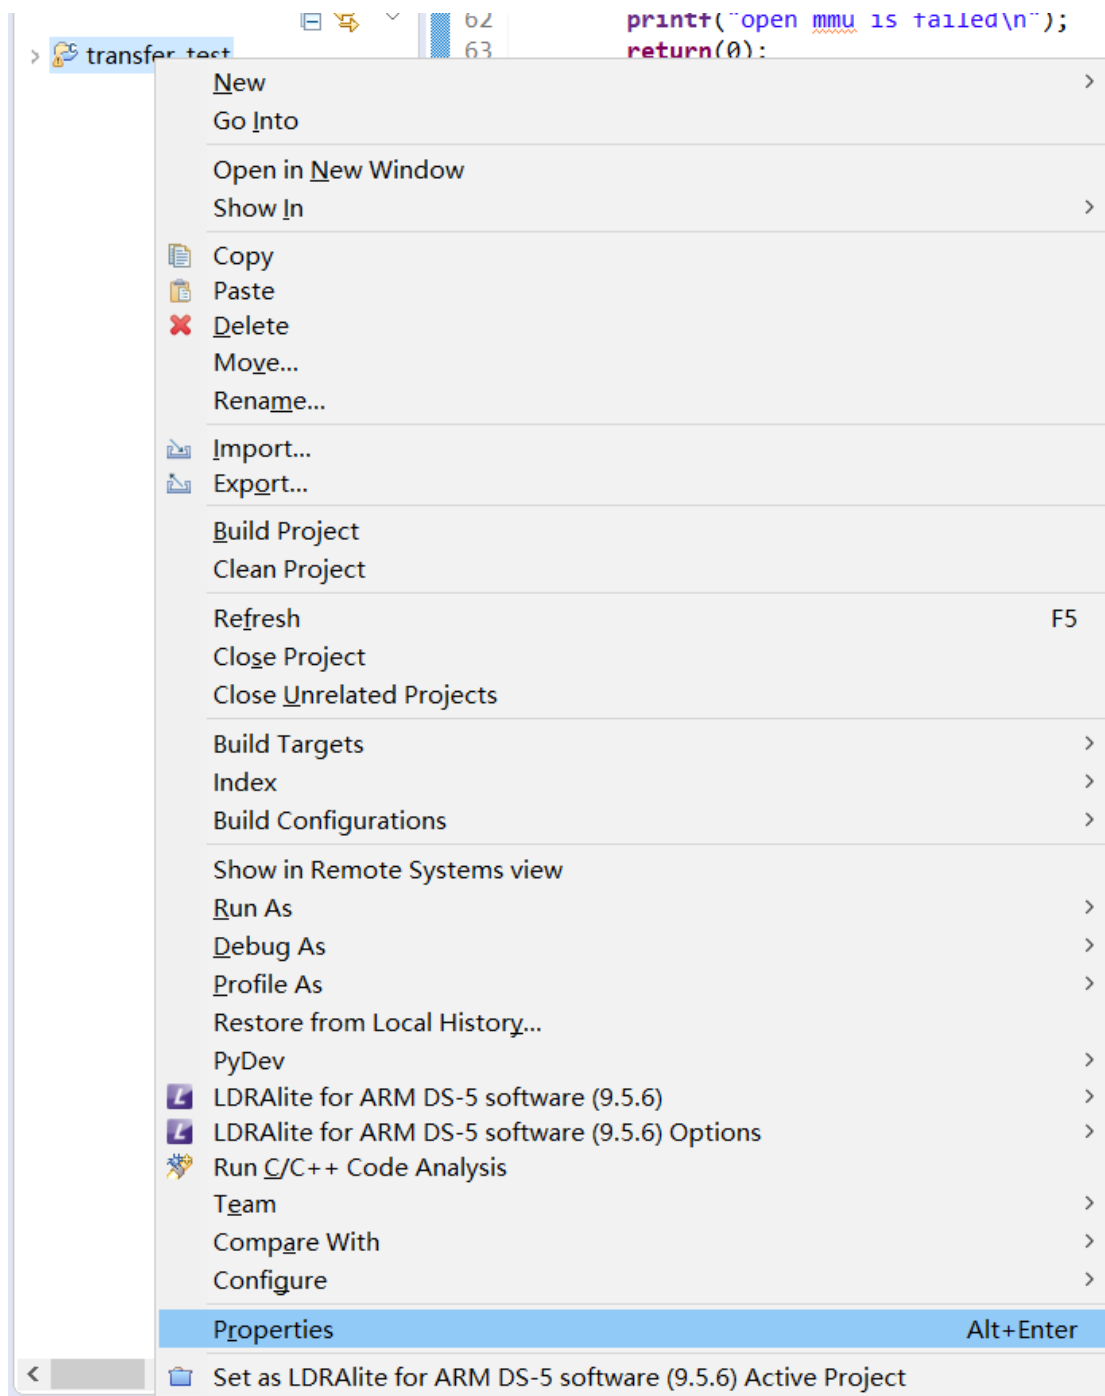 62 printf("open mmu is failed\n");
transfer_test 63 return(0);
New
Go Into
Open in New Window
Show In
Copy
Paste
Delete
Move...
Rename...
Import...
Export...
Build Project
Clean Project
Refresh F5
Close Project
Close Unrelated Projects
Build Targets
Index
Build Configurations
Show in Remote Systems view
Run As
Debug As
Profile As
Restore from Local History...
PyDev
LDRAlite for ARM DS-5 software (9.5.6)
LDRAlite for ARM DS-5 software (9.5.6) Options
Run C/C++ Code Analysis
Team
Compare With
Configure
Properties Alt+Enter
Set as LDRAlite for ARM DS-5 software (9.5.6) Active Project